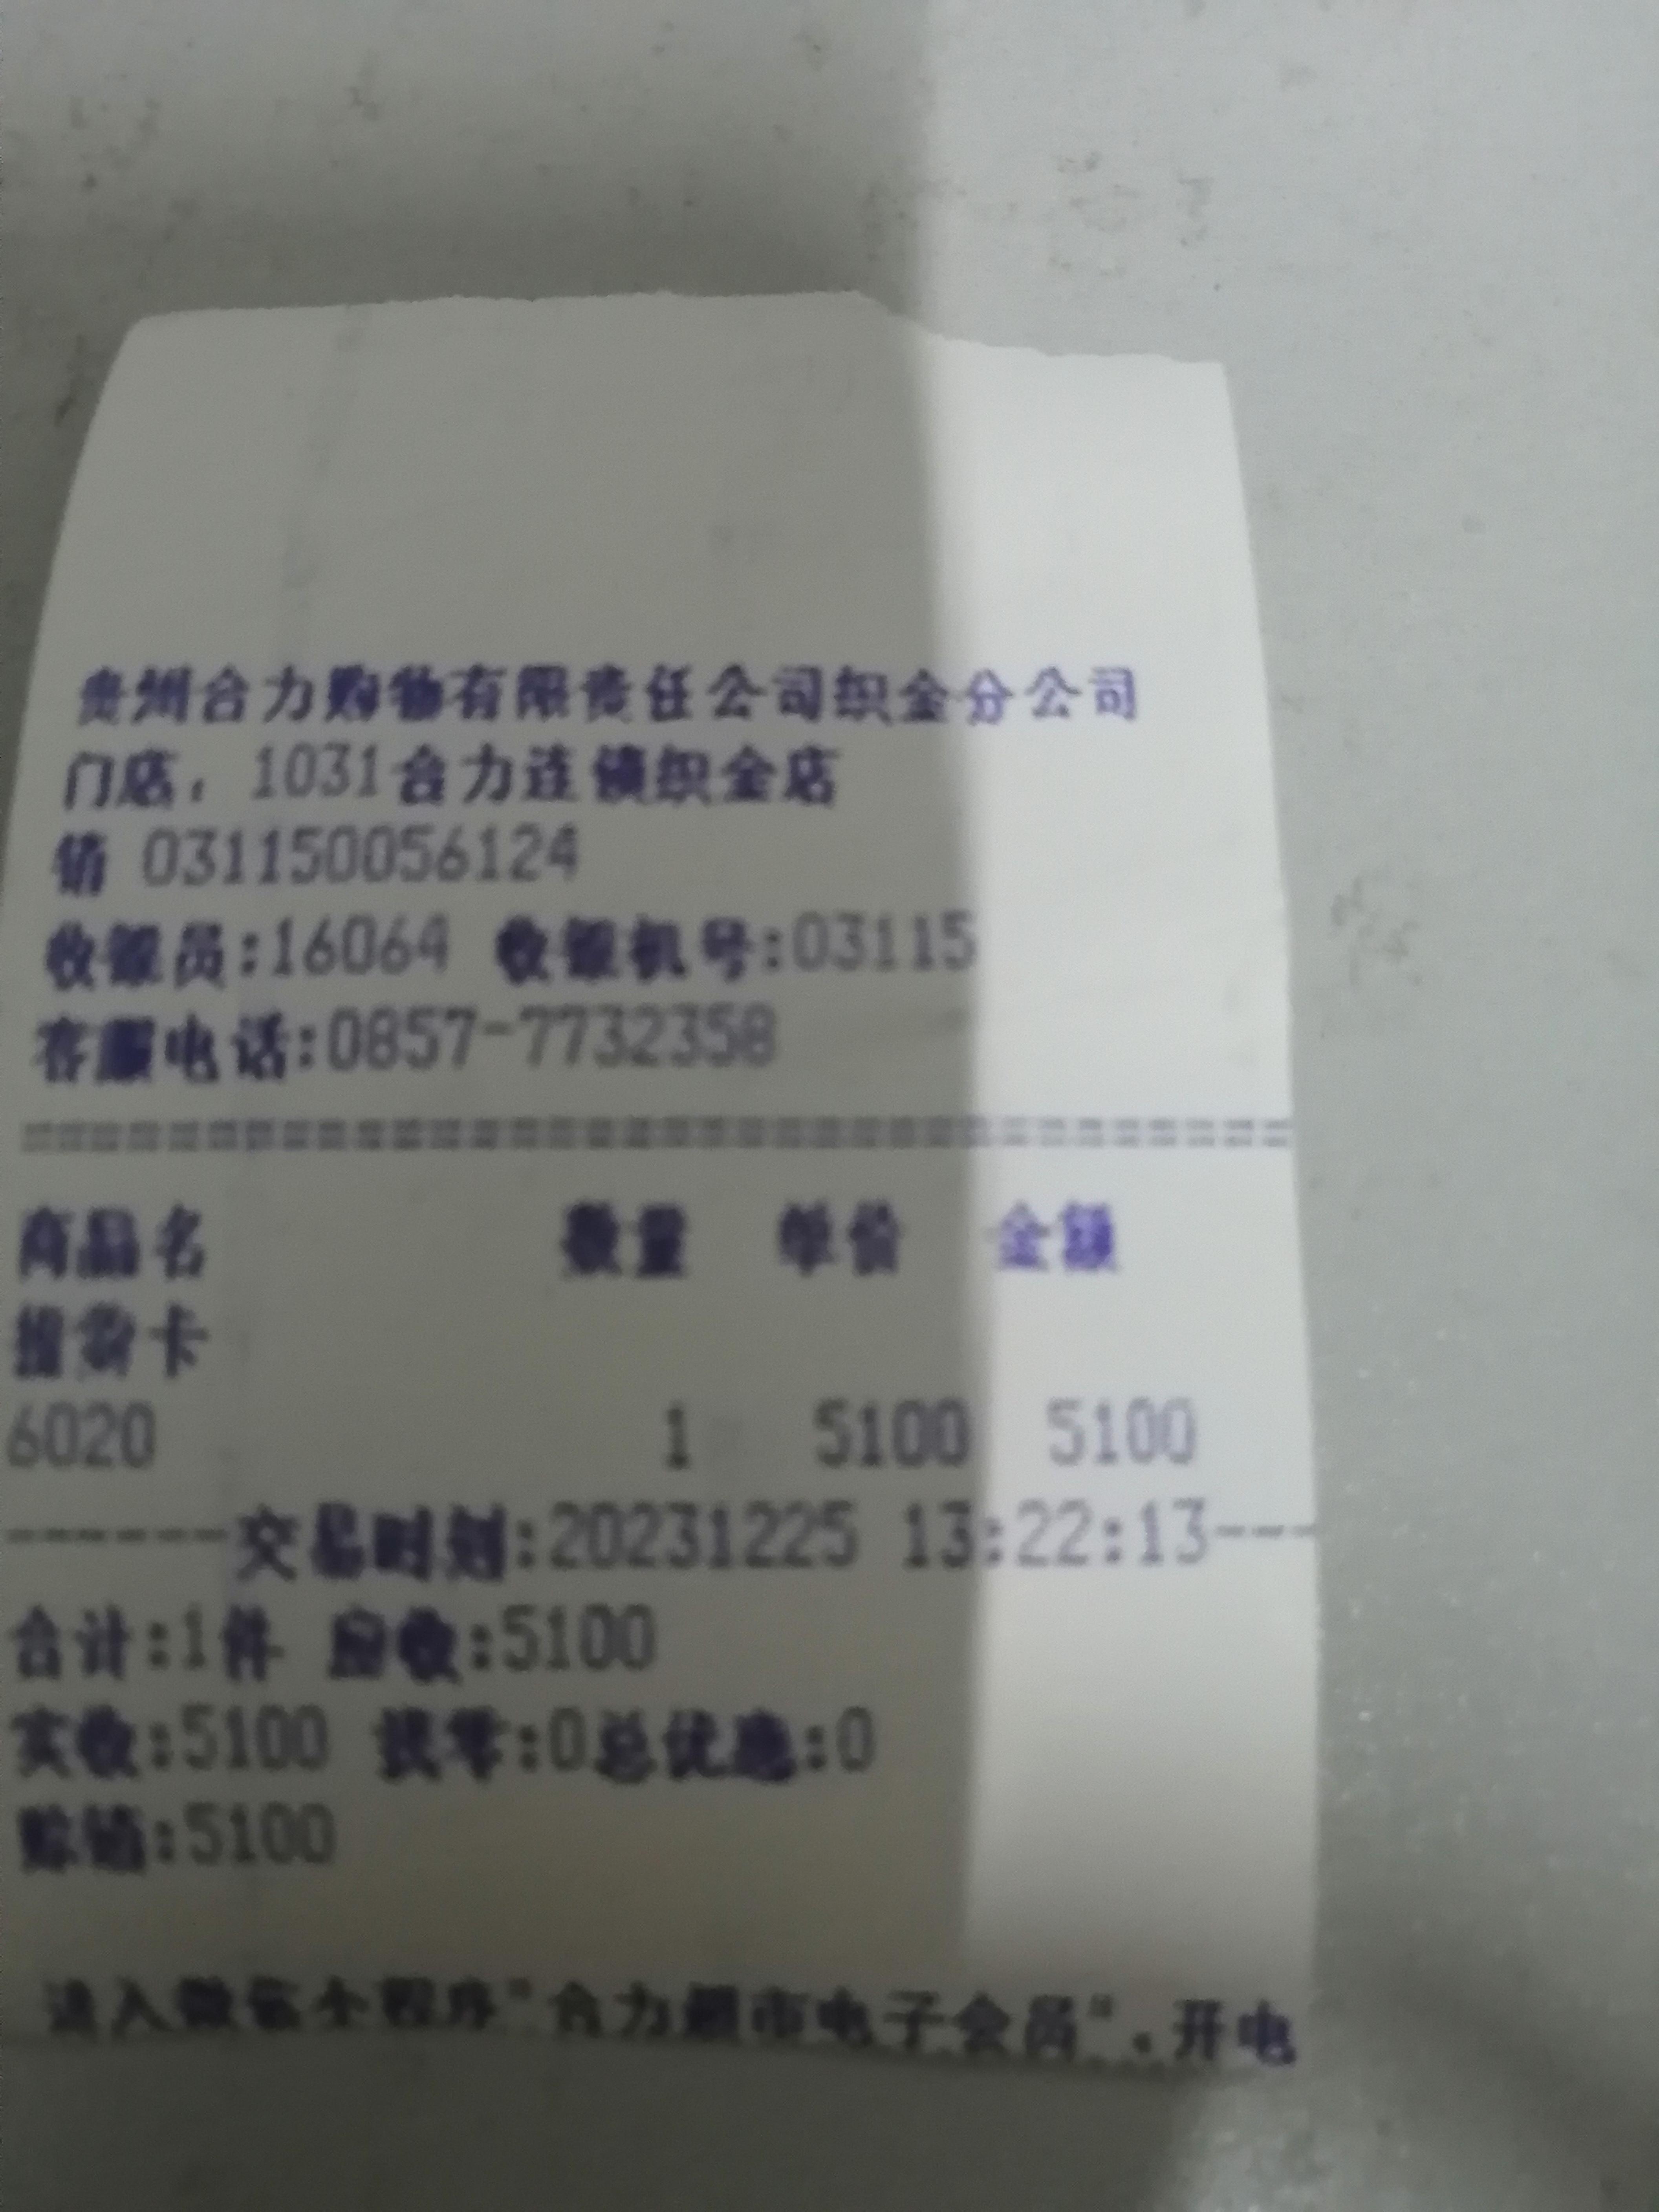 贵州合力购物有限责任公司织金分公司
门店：1031合力连锁织金店
销 031150056124
收银员:16064 收银机号:03115
客服电话:0857-7732358
================================
商品名 数量 单价 金额
提货卡
6020 1 5100 5100
------交易时刻:20231225 13:22:13---
合计:1件 应收:5100
实收:5100 找零:0总优惠:0
赊销:5100
请入微信小程序"合力超市电子会员"，开电